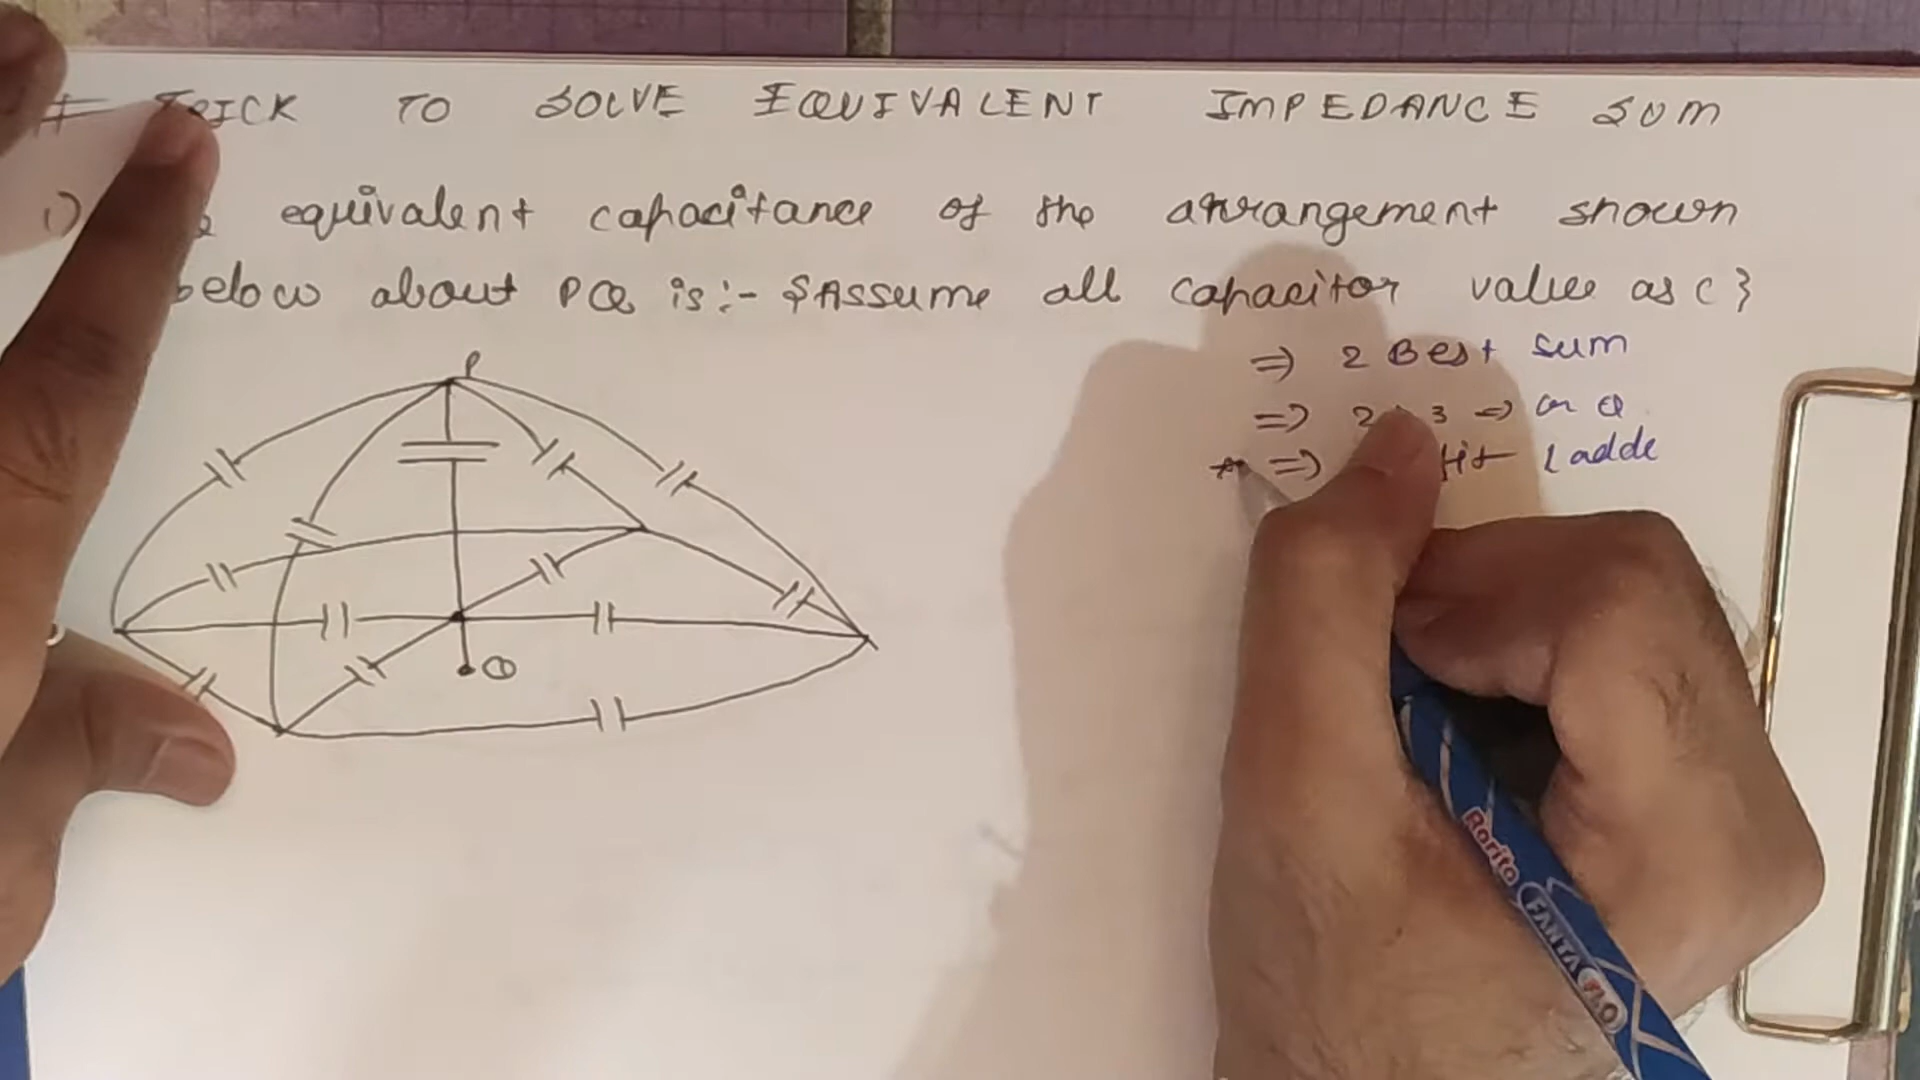 # TRICK TO SOLVE EQUIVALENT IMPEDANCE SUM
1) equivalent capacitance of the arrangement shown
below about PQ is:- {Assume all capacitor value as C}
=> 2 Best sum
=> 2 3 => on Q
=> Ladde
P
Q
Rorito FANTA FLO